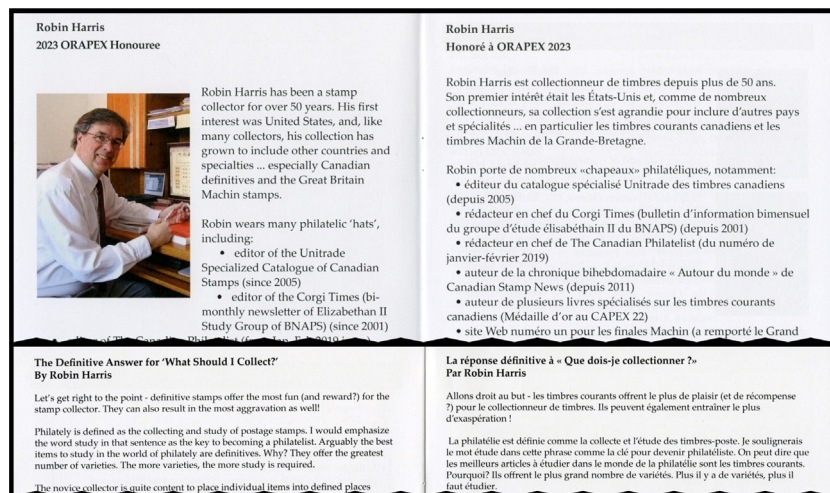 Robin Harris
2023 ORAPEX Honouree
Robin Harris has been a stamp
collector for over 50 years. His first
interest was United States, and, like
many collectors, his collection has
grown to include other countries and
specialties ... especially Canadian
definitives and the Great Britain
Machin stamps.
Robin wears many philatelic 'hats',
including:
• editor of the Unitrade
Specialized Catalogue of Canadian
Stamps (since 2005)
• editor of the Corgi Times (bi-
monthly newsletter of Elizabethan II
Study Group of BNAPS) (since 2001)
Robin Harris
Honoré à ORAPEX 2023
Robin Harris est collectionneur de timbres depuis plus de 50 ans.
Son premier intérêt était les États-Unis et, comme de nombreux
collectionneurs, sa collection s'est agrandie pour inclure d'autres pays
et spécialités ... en particulier les timbres courants canadiens et les
timbres Machin de la Grande-Bretagne.
Robin porte de nombreux «chapeaux» philatéliques, notamment:
• éditeur du catalogue spécialisé Unitrade des timbres canadiens
(depuis 2005)
• rédacteur en chef du Corgi Times (bulletin d'information bimensuel
du groupe d'étude élisabéthain II du BNAPS) (depuis 2001)
• rédacteur en chef de The Canadian Philatelist (du numéro de
janvier-février 2019)
• auteur de la chronique bihebdomadaire « Autour du monde » de
Canadian Stamp News (depuis 2011)
• auteur de plusieurs livres spécialisés sur les timbres courants
canadiens (Médaille d'or au CAPEX 22)
• site Web numéro un pour les finales Machin (a remporté le Grand
The Definitive Answer for 'What Should I Collect?'
By Robin Harris
Let's get right to the point - definitive stamps offer the most fun (and reward?) for the
stamp collector. They can also result in the most aggravation as well!
Philately is defined as the collecting and study of postage stamps. I would emphasize
the word study in that sentence as the key to becoming a philatelist. Arguably the best
items to study in the world of philately are definitives. Why? They offer the greatest
number of varieties. The more varieties, the more study is required.
The novice collector is quite content to place individual items into defined places
La réponse définitive à « Que dois-je collectionner ?»
Par Robin Harris
Allons droit au but - les timbres courants offrent le plus de plaisir (et de récompense
?) pour le collectionneur de timbres. Ils peuvent également entraîner le plus
d'exaspération !
La philatélie est définie comme la collecte et l'étude des timbres-poste. Je soulignerais
le mot étude dans cette phrase comme la clé pour devenir philatéliste. On peut dire que
les meilleurs articles à étudier dans le monde de la philatélie sont les timbres courants.
Pourquoi? Ils offrent le plus grand nombre de variétés. Plus il y a de variétés, plus il
faut étudier.